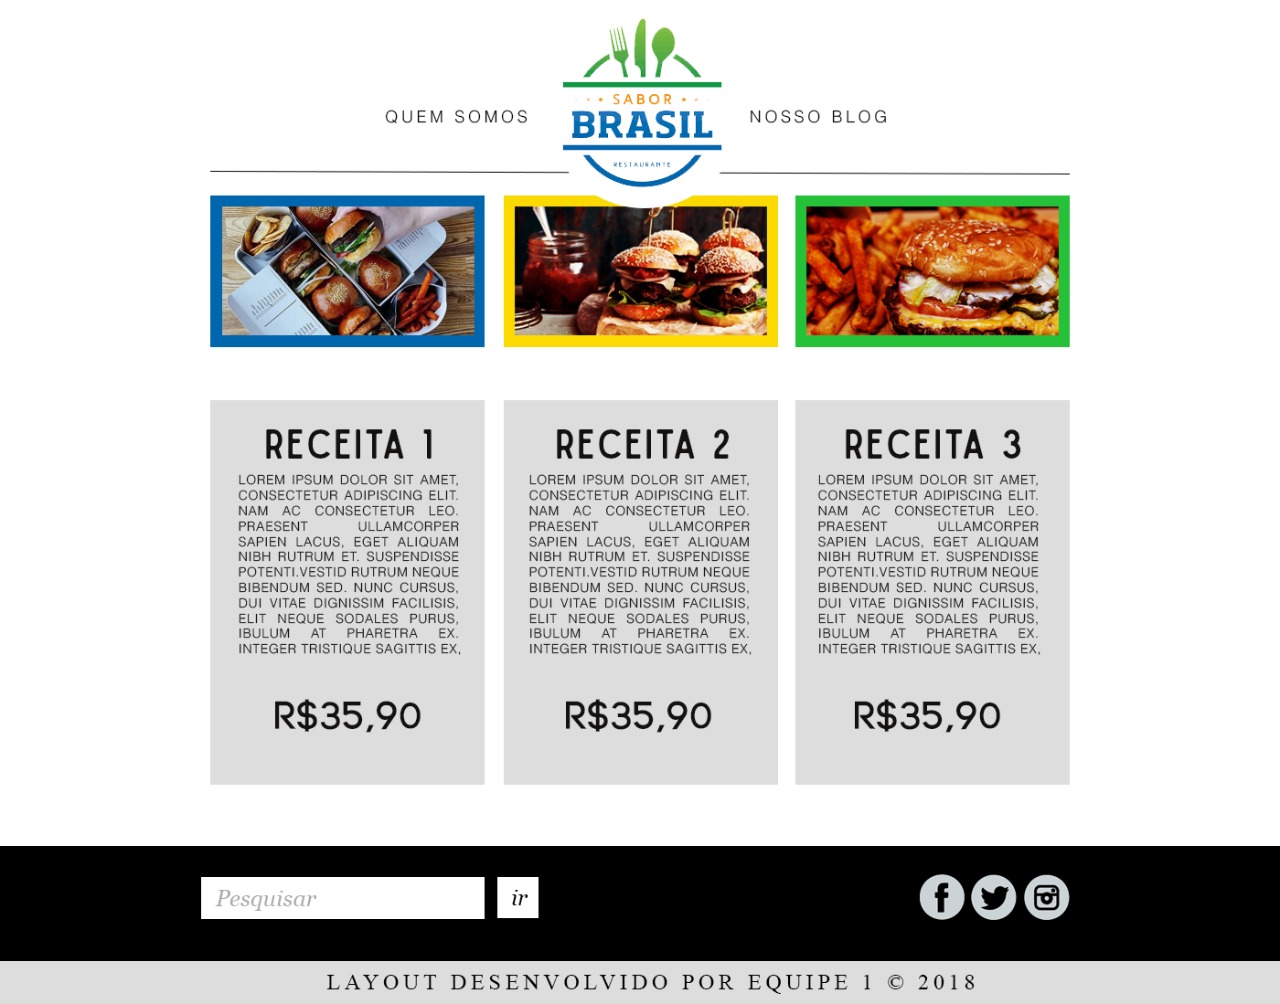 SABOR
QUEM SOMOS
BRASIL
NOSSO BLOG
RESTAURANTE
RECEITA 1
LOREM IPSUM DOLOR SIT AMET,
CONSECTETUR ADIPISCING ELIT.
NAM AC CONSECTETUR LEO.
PRAESENT ULLAMCORPER
SAPIEN LACUS, EGET ALIQUAM
NIBH RUTRUM ET. SUSPENDISSE
POTENTI.VESTID RUTRUM NEQUE
BIBENDUM SED. NUNC CURSUS,
DUI VITAE DIGNISSIM FACILISIS,
ELIT NEQUE SODALES PURUS,
IBULUM AT PHARETRA EX.
INTEGER TRISTIQUE SAGITTIS EX,
R$35,90
RECEITA 2
LOREM IPSUM DOLOR SIT AMET,
CONSECTETUR ADIPISCING ELIT.
NAM AC CONSECTETUR LEO.
PRAESENT ULLAMCORPER
SAPIEN LACUS, EGET ALIQUAM
NIBH RUTRUM ET. SUSPENDISSE
POTENTI.VESTID RUTRUM NEQUE
BIBENDUM SED. NUNC CURSUS,
DUI VITAE DIGNISSIM FACILISIS,
ELIT NEQUE SODALES PURUS,
IBULUM AT PHARETRA EX.
INTEGER TRISTIQUE SAGITTIS EX,
R$35,90
RECEITA 3
LOREM IPSUM DOLOR SIT AMET,
CONSECTETUR ADIPISCING ELIT.
NAM AC CONSECTETUR LEO.
PRAESENT ULLAMCORPER
SAPIEN LACUS, EGET ALIQUAM
NIBH RUTRUM ET. SUSPENDISSE
POTENTI.VESTID RUTRUM NEQUE
BIBENDUM SED. NUNC CURSUS,
DUI VITAE DIGNISSIM FACILISIS,
ELIT NEQUE SODALES PURUS,
IBULUM AT PHARETRA EX.
INTEGER TRISTIQUE SAGITTIS EX,
R$35,90
Pesquisar
ir
LAYOUT DESENVOLVIDO POR EQUIPE 1 © 2018